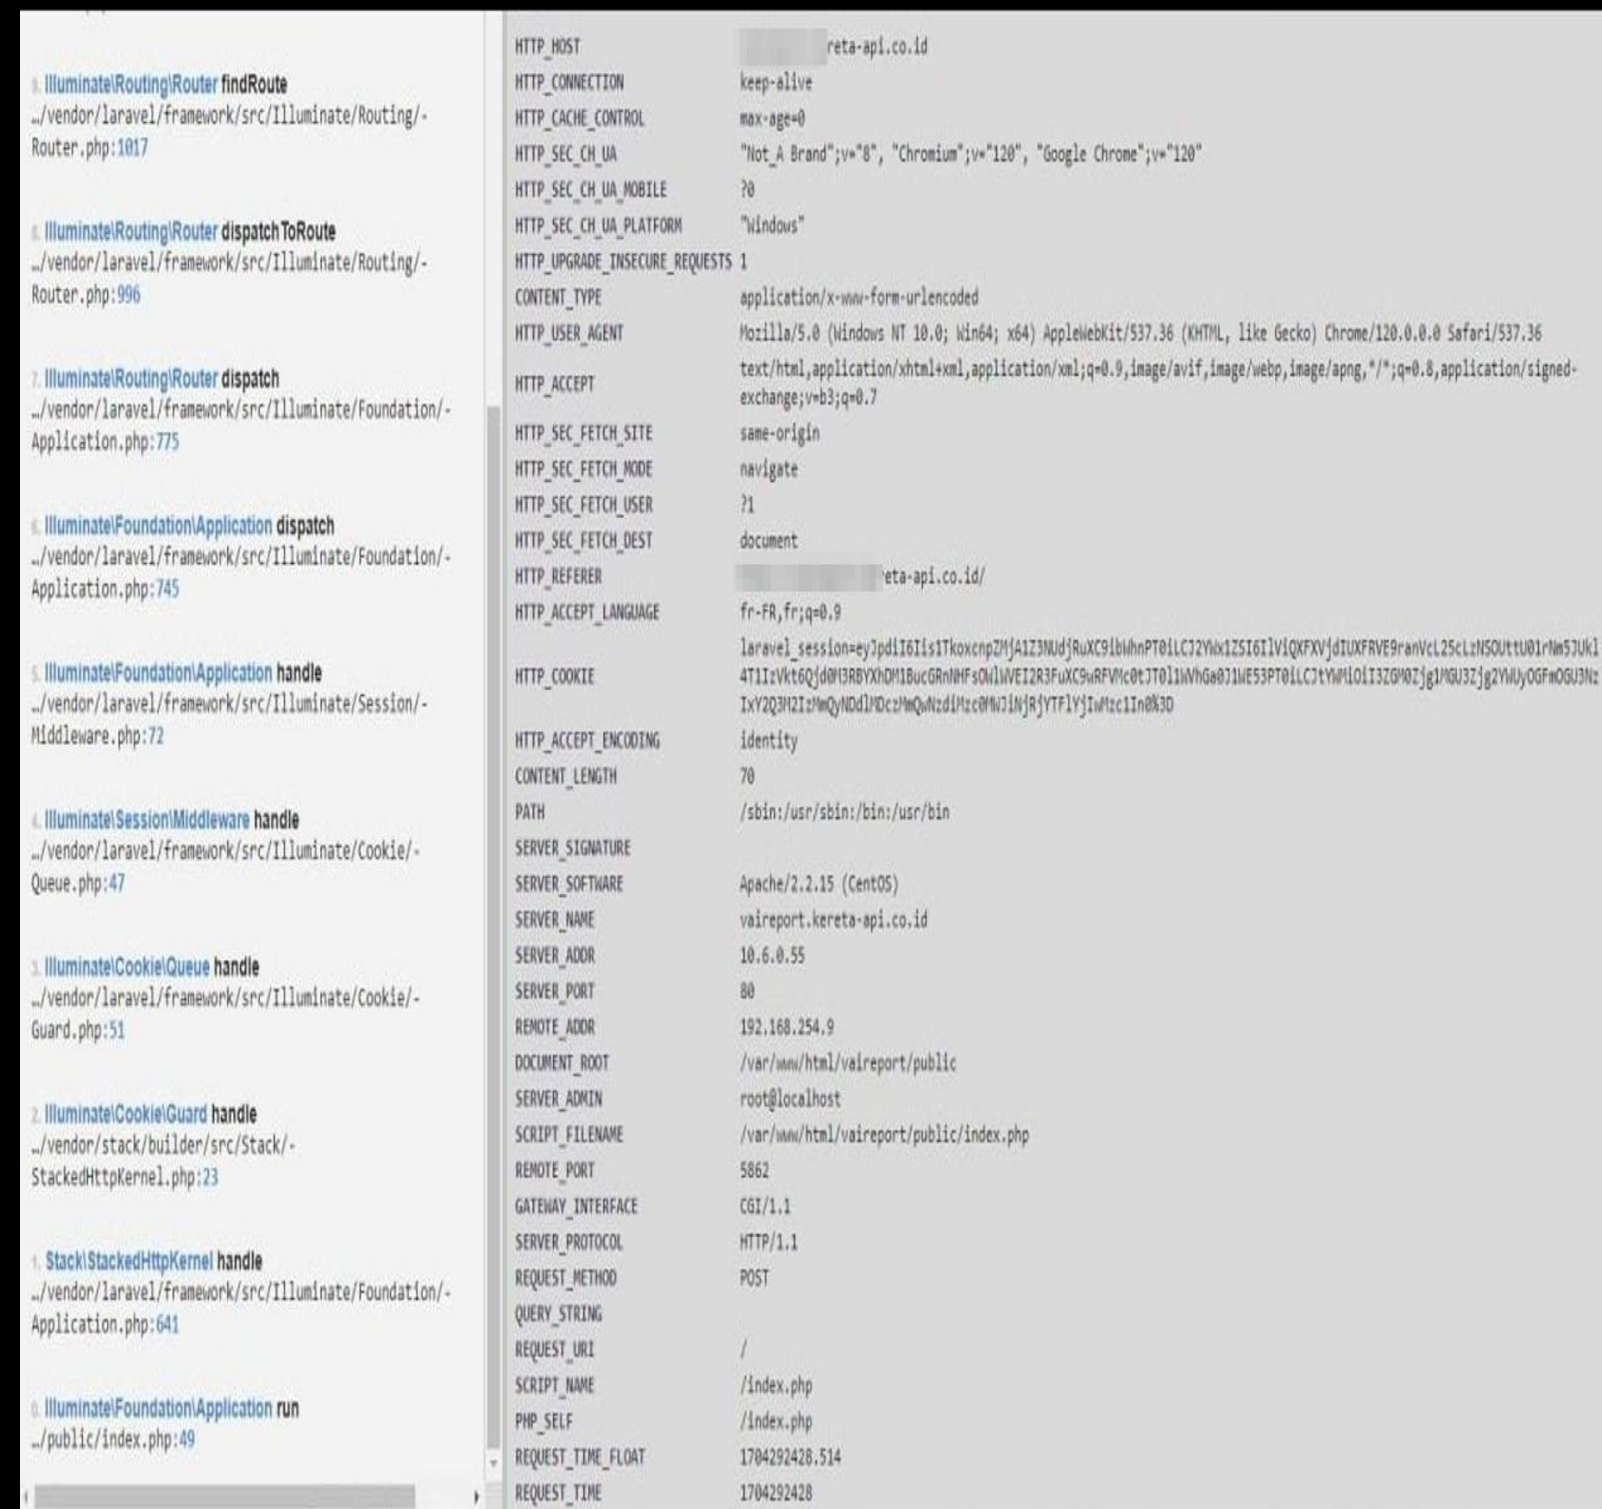 9. Illuminate\Routing\Router findRoute
…/vendor/laravel/framework/src/Illuminate/Routing/-
Router.php:1017
8. Illuminate\Routing\Router dispatchToRoute
…/vendor/laravel/framework/src/Illuminate/Routing/-
Router.php:996
7. Illuminate\Routing\Router dispatch
…/vendor/laravel/framework/src/Illuminate/Foundation/-
Application.php:775
6. Illuminate\Foundation\Application dispatch
…/vendor/laravel/framework/src/Illuminate/Foundation/-
Application.php:745
5. Illuminate\Foundation\Application handle
…/vendor/laravel/framework/src/Illuminate/Session/-
Middleware.php:72
4. Illuminate\Session\Middleware handle
…/vendor/laravel/framework/src/Illuminate/Cookie/-
Queue.php:47
3. Illuminate\Cookie\Queue handle
…/vendor/laravel/framework/src/Illuminate/Cookie/-
Guard.php:51
2. Illuminate\Cookie\Guard handle
…/vendor/stack/builder/src/Stack/-
StackedHttpKernel.php:23
1. Stack\StackedHttpKernel handle
…/vendor/laravel/framework/src/Illuminate/Foundation/-
Application.php:641
0. Illuminate\Foundation\Application run
…/public/index.php:49
HTTP_HOST reta-api.co.id
HTTP_CONNECTION keep-alive
HTTP_CACHE_CONTROL max-age=0
HTTP_SEC_CH_UA "Not_A Brand";v="8", "Chromium";v="120", "Google Chrome";v="120"
HTTP_SEC_CH_UA_MOBILE ?0
HTTP_SEC_CH_UA_PLATFORM "Windows"
HTTP_UPGRADE_INSECURE_REQUESTS 1
CONTENT_TYPE application/x-www-form-urlencoded
HTTP_USER_AGENT Mozilla/5.0 (Windows NT 10.0; Win64; x64) AppleWebKit/537.36 (KHTML, like Gecko) Chrome/120.0.0.0 Safari/537.36
HTTP_ACCEPT text/html,application/xhtml+xml,application/xml;q=0.9,image/avif,image/webp,image/apng,*/*;q=0.8,application/signed-
exchange;v=b3;q=0.7
HTTP_SEC_FETCH_SITE same-origin
HTTP_SEC_FETCH_MODE navigate
HTTP_SEC_FETCH_USER ?1
HTTP_SEC_FETCH_DEST document
HTTP_REFERER eta-api.co.id/
HTTP_ACCEPT_LANGUAGE fr-FR,fr;q=0.9
HTTP_COOKIE
HTTP_ACCEPT_ENCODING identity
CONTENT_LENGTH 70
PATH /sbin:/usr/sbin:/bin:/usr/bin
SERVER_SIGNATURE
SERVER_SOFTWARE Apache/2.2.15 (CentOS)
SERVER_NAME vaireport.kereta-api.co.id
SERVER_ADDR 10.6.0.55
SERVER_PORT 80
REMOTE_ADDR 192.168.254.9
DOCUMENT_ROOT /var/www/html/vaireport/public
SERVER_ADMIN root@localhost
SCRIPT_FILENAME /var/www/html/vaireport/public/index.php
REMOTE_PORT 5862
GATEWAY_INTERFACE CGI/1.1
SERVER_PROTOCOL HTTP/1.1
REQUEST_METHOD POST
QUERY_STRING
REQUEST_URI /
SCRIPT_NAME /index.php
PHP_SELF /index.php
REQUEST_TIME_FLOAT 1704292428.514
REQUEST_TIME 1704292428